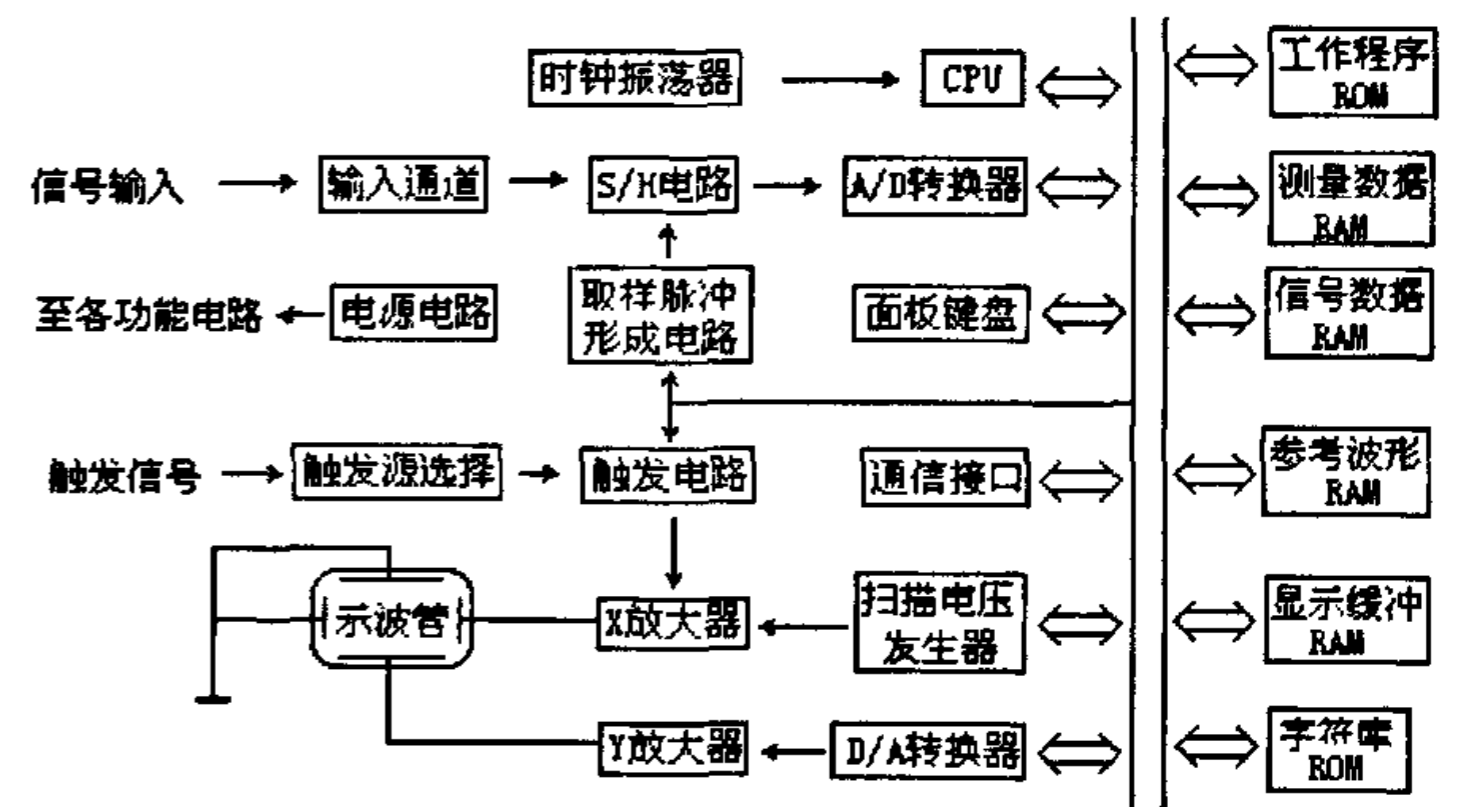 时钟振荡器
CPU
工作程序
ROM
信号输入
输入通道
S/H电路
A/D转换器
测量数据
RAM
至各功能电路
电源电路
取样脉冲
形成电路
面板键盘
信号数据
RAM
触发信号
触发源选择
触发电路
通信接口
参考波形
RAM
示波管
X放大器
扫描电压
发生器
显示缓冲
RAM
Y放大器
D/A转换器
字符库
ROM